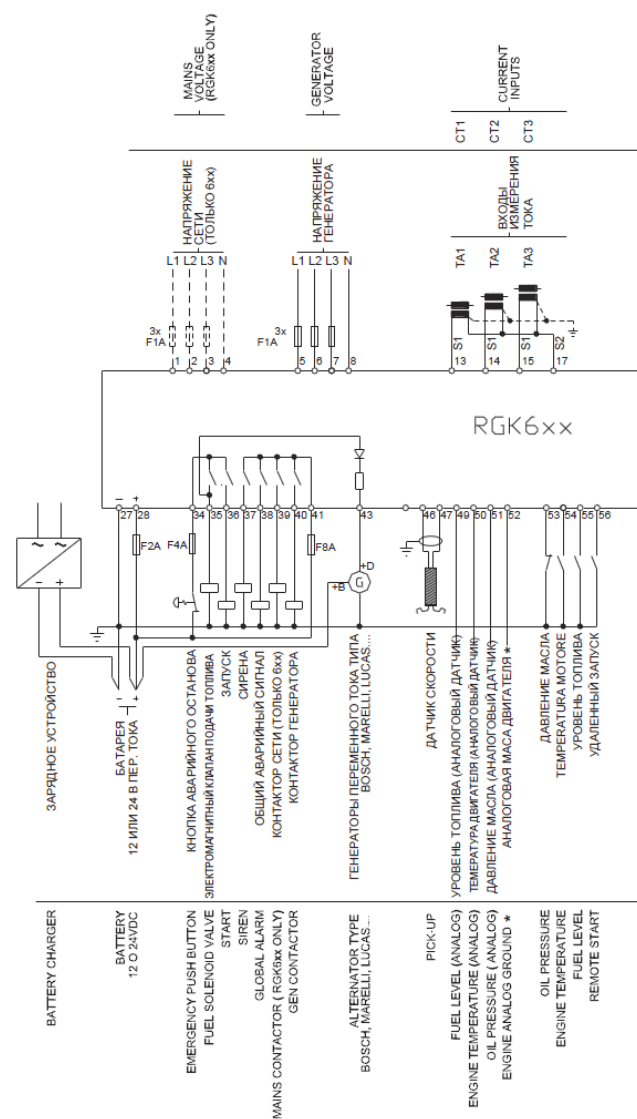 MAINS
VOLTAGE
(RGK6xx ONLY)
GENERATOR
VOLTAGE
CURRENT
INPUTS
CT1
CT2
CT3
НАПРЯЖЕНИЕ
СЕТИ
(ТОЛЬКО 6xx)
НАПРЯЖЕНИЕ
ГЕНЕРАТОРА
ВХОДЫ
ИЗМЕРЕНИЯ
ТОКА
L1 L2 L3 N
L1 L2 L3 N
TA1
TA2
TA3
3x
F1A
3x
F1A
S1 S1 S1 S2
1 2 3 4 5 6 7 8 13 14 15 17
RGK6xx
− +
27 28 34 35 36 37 38 39 40 41 43 46 47 49 50 51 52 53 54 55 56
F2A
F4A
F8A
+D
+B
G
~ ~
− +
− +
ЗАРЯДНОЕ УСТРОЙСТВО
БАТАРЕЯ
12 ИЛИ 24 В ПЕР. ТОКА
КНОПКА АВАРИЙНОГО ОСТАНОВА
ЭЛЕКТРОМАГНИТНЫЙ КЛАПАН ПОДАЧИ ТОПЛИВА
ЗАПУСК
СИРЕНА
ОБЩИЙ АВАРИЙНЫЙ СИГНАЛ
КОНТАКТОР СЕТИ (ТОЛЬКО 6xx)
КОНТАКТОР ГЕНЕРАТОРА
ГЕНЕРАТОРЫ ПЕРЕМЕННОГО ТОКА ТИПА
BOSCH, MARELLI, LUCAS....
ДАТЧИК СКОРОСТИ
УРОВЕНЬ ТОПЛИВА (АНАЛОГОВЫЙ ДАТЧИК)
ТЕМПЕРАТУРА ДВИГАТЕЛЯ (АНАЛОГОВЫЙ ДАТЧИК)
ДАВЛЕНИЕ МАСЛА (АНАЛОГОВЫЙ ДАТЧИК)
АНАЛОГОВАЯ МАСА ДВИГАТЕЛЯ *
ДАВЛЕНИЕ МАСЛА
TEMPERATURA MOTORE
УРОВЕНЬ ТОПЛИВА
УДАЛЕННЫЙ ЗАПУСК
BATTERY CHARGER
BATTERY
12 O 24VDC
EMERGENCY PUSH BUTTON
FUEL SOLENOID VALVE
START
SIREN
GLOBAL ALARM
MAINS CONTACTOR ( RGK6xx ONLY)
GEN CONTACTOR
ALTERNATOR TYPE
BOSCH, MARELLI, LUCAS....
PICK-UP
FUEL LEVEL (ANALOG)
ENGINE TEMPERATURE (ANALOG)
OIL PRESSURE ( ANALOG)
ENGINE ANALOG GROUND *
OIL PRESSURE
ENGINE TEMPERATURE
FUEL LEVEL
REMOTE START